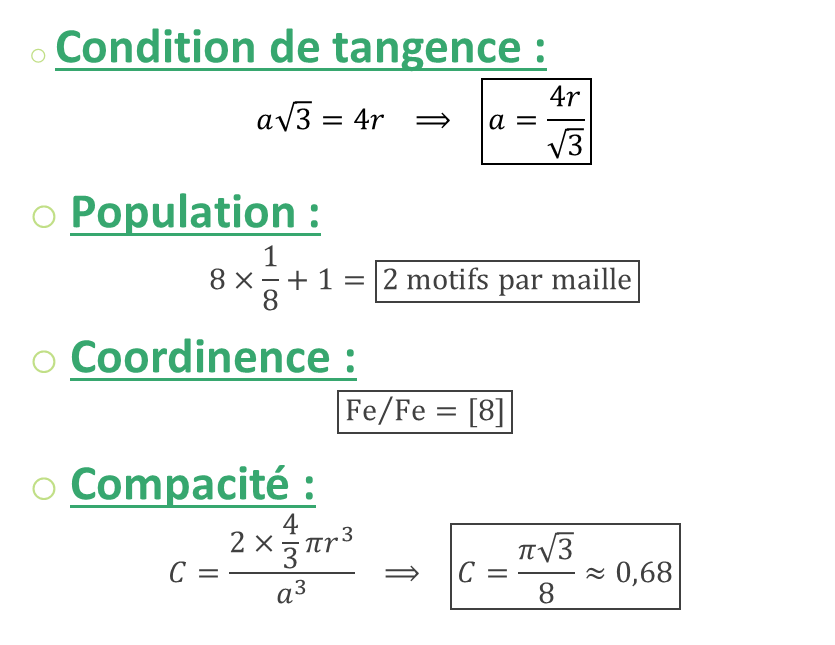 Condition de tangence :
a√3 = 4r ⟹ a = 4r/√3
Population :
8 × 1/8 + 1 = 2 motifs par maille
Coordinence :
Fe/Fe = [8]
Compacité :
C = (2 × 4/3 πr³)/a³ ⟹ C = π√3/8 ≈ 0,68